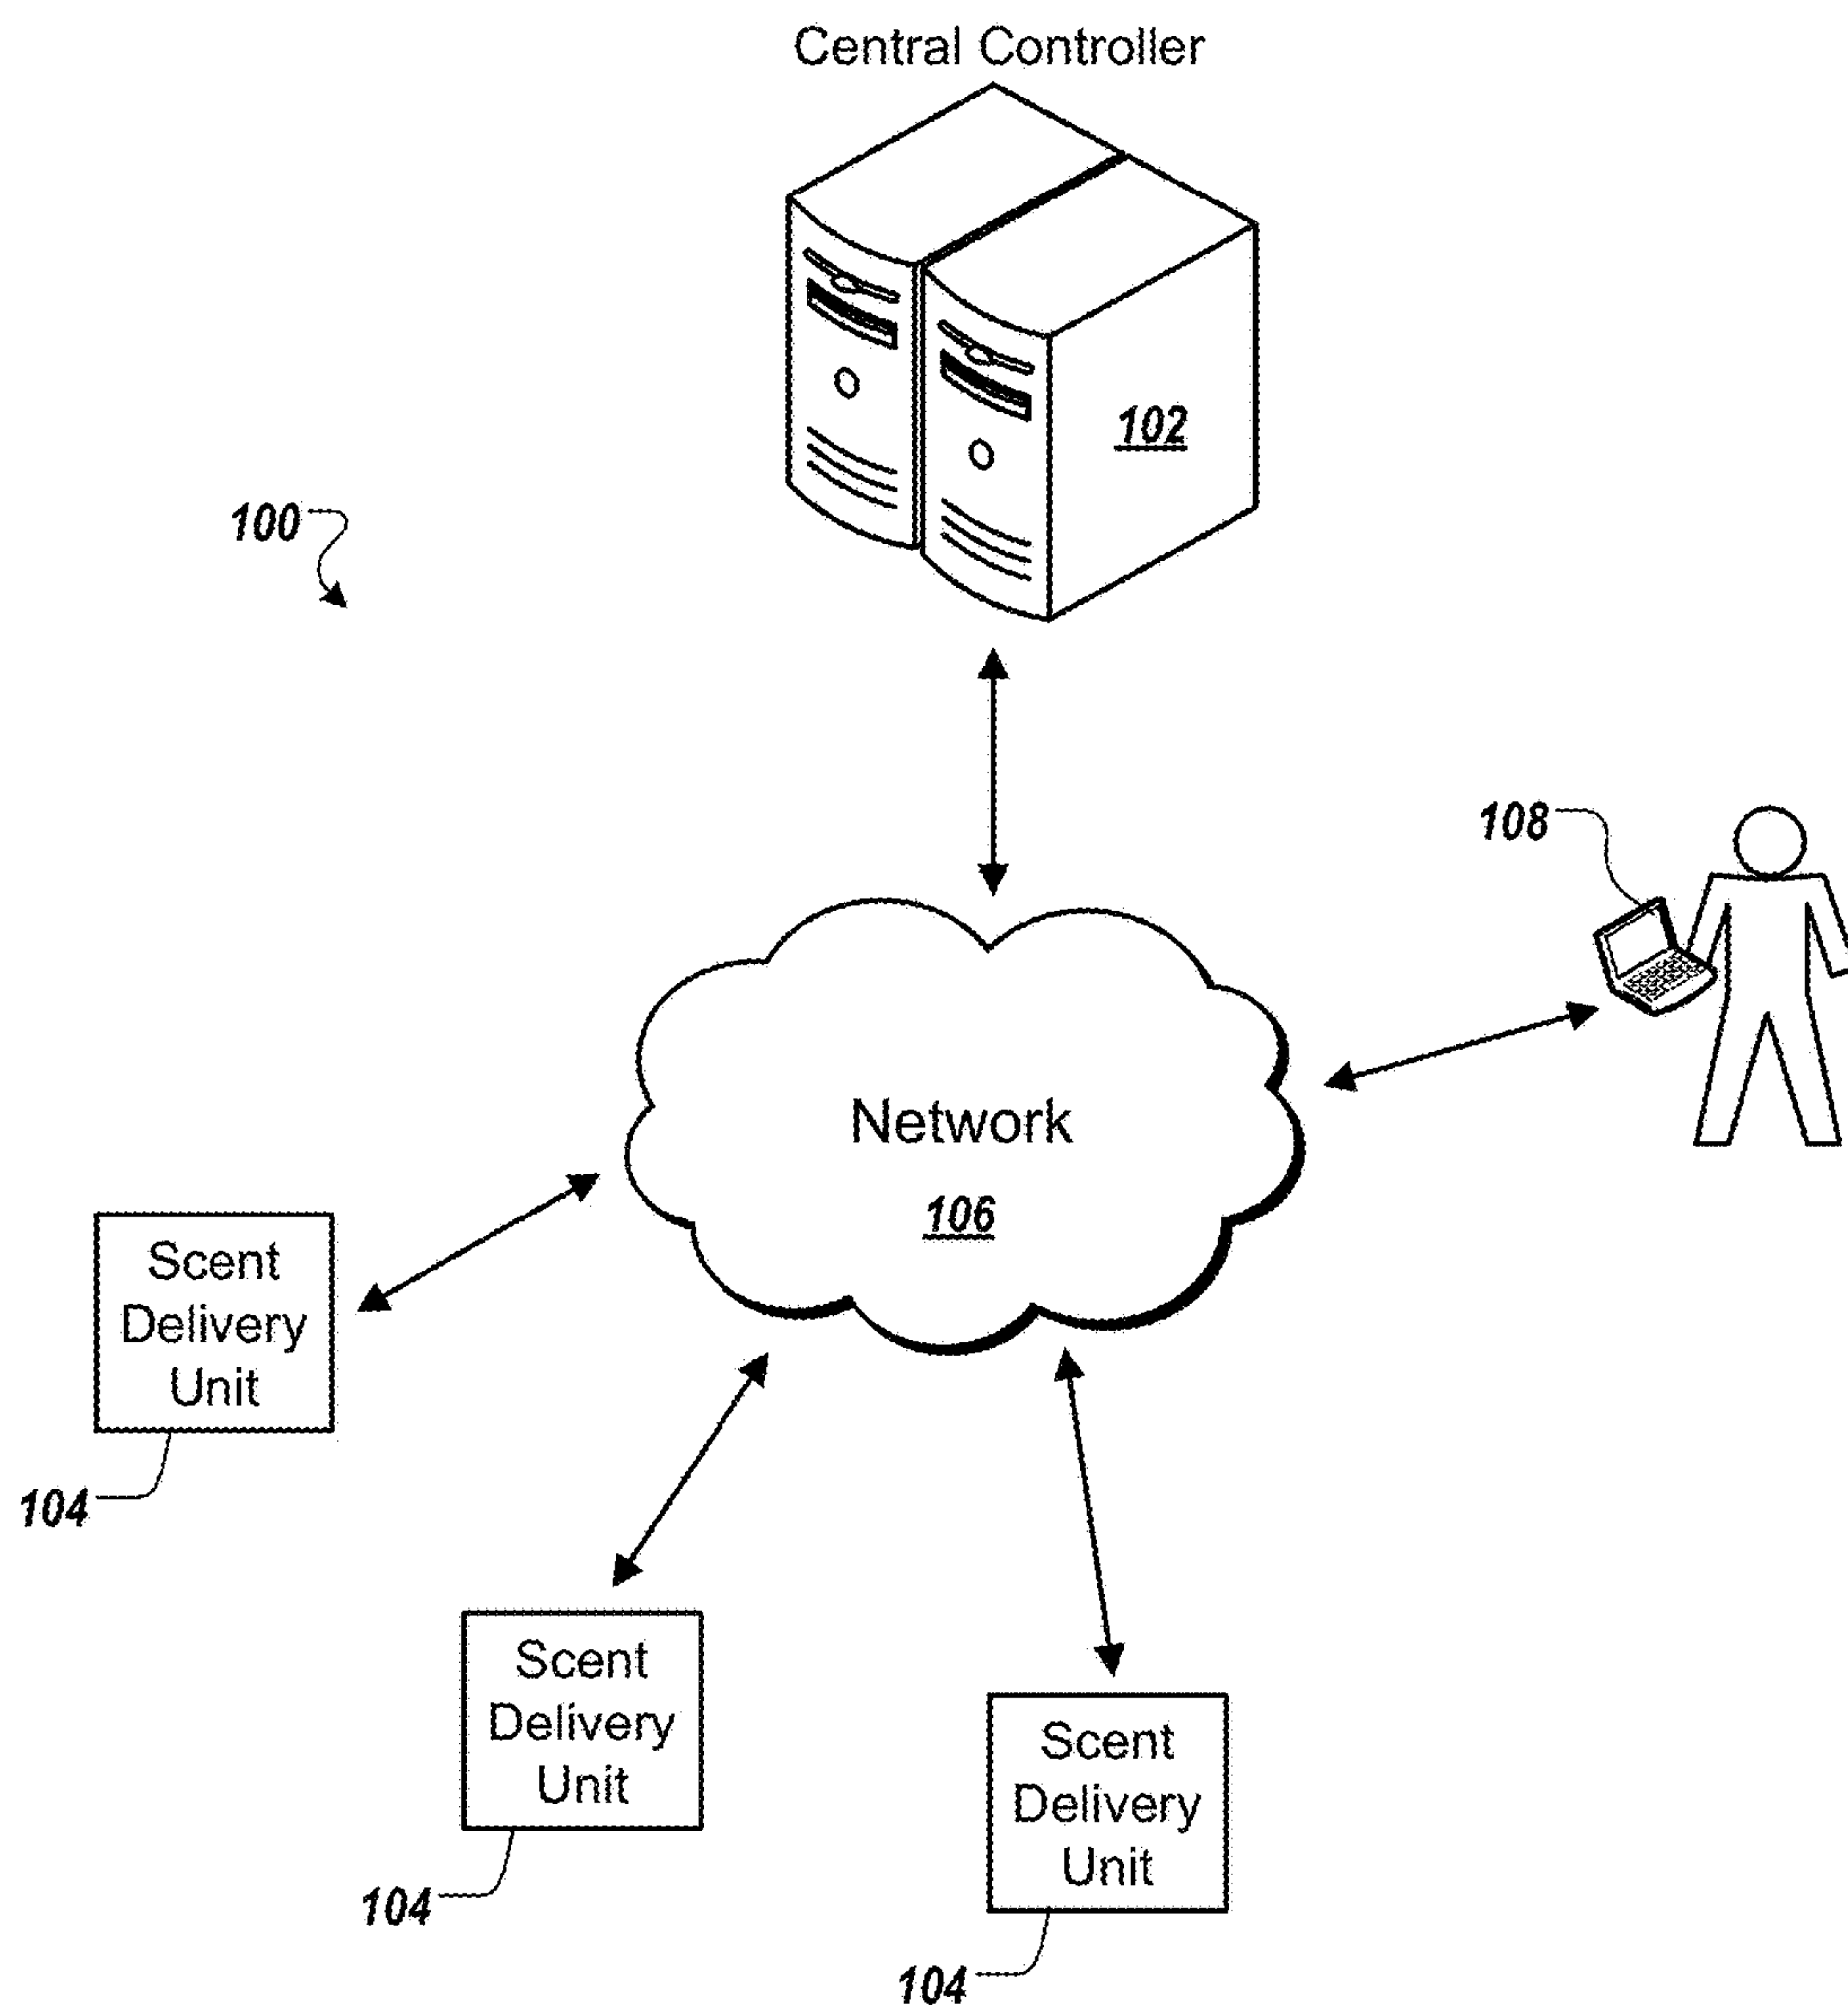 Central Controller
102
100
108
Network
106
Scent
Delivery
Unit
104
Scent
Delivery
Unit
104
Scent
Delivery
Unit
104